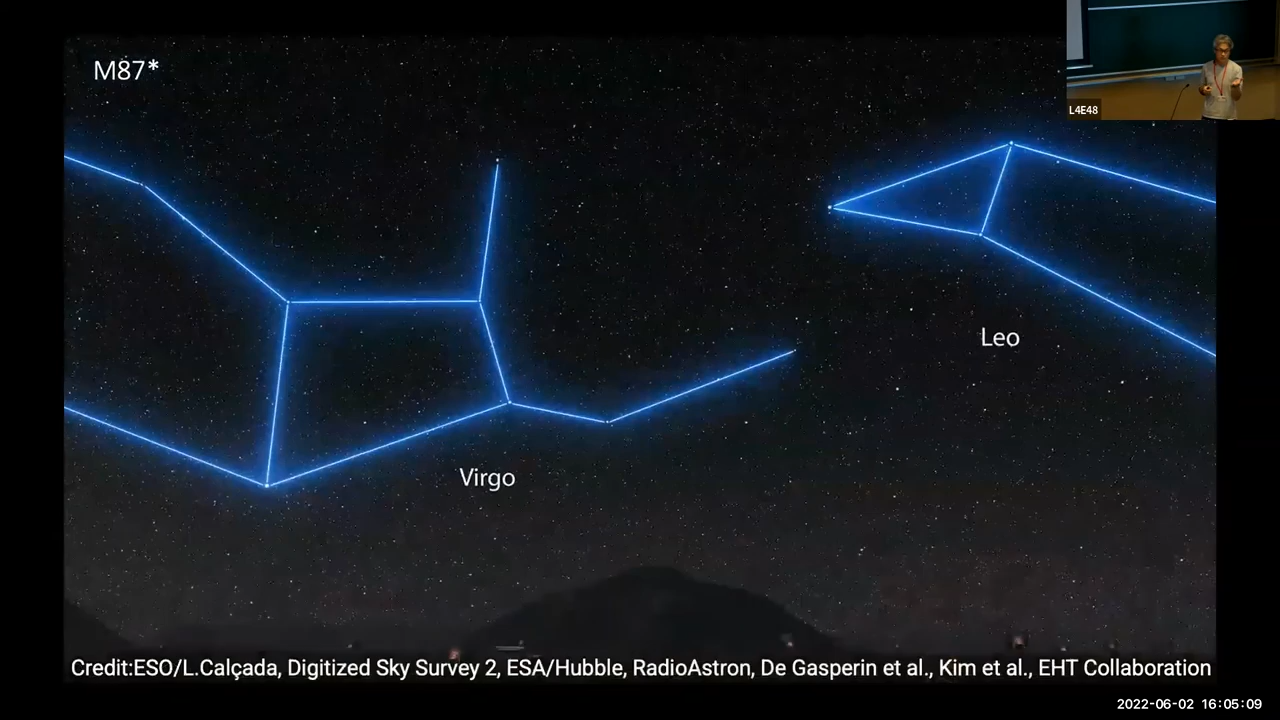 M87*
L4E48
Leo
Virgo
Credit:ESO/L.Calçada, Digitized Sky Survey 2, ESA/Hubble, RadioAstron, De Gasperin et al., Kim et al., EHT Collaboration
2022-06-02 16:05:09